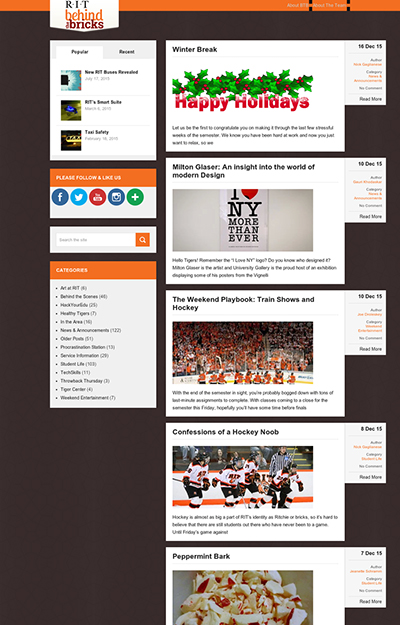 R·I·T
behind
the bricks
About BTB
About The Team
Popular
Recent
New RIT Buses Revealed
July 17, 2015
RIT's Smart Suite
March 6, 2015
Taxi Safety
February 16, 2015
PLEASE FOLLOW & LIKE US
You
Tube
Search the site
CATEGORIES
Art at RIT (6)
Behind the Scenes (46)
HackYourEdu (25)
Healthy Tigers (7)
In the Area (16)
News & Announcements (122)
Older Posts (51)
Procrastination Station (13)
Service Information (28)
Student Life (103)
TechSkills (11)
Throwback Thursday (3)
Tiger Center (4)
Weekend Entertainment (7)
Winter Break
Happy Holidays
Let us be the first to congratulate you on making it through the last few stressful
weeks of the semester. We know you have been hard at work and now you just
want to relax, so we
16 Dec 15
Author
Category
News &
Announcements
No Comment
Read More
Milton Glaser: An insight into the world of
modern Design
I ♥
NY
MORE
THAN
EVER
Hello Tigers! Remember the "I Love NY" logo? Do you know who designed it?
Milton Glaser is the artist and University Gallery is the proud host of an exhibition
displaying some of his posters from the Vignelli
10 Dec 15
Author
Category
News &
Announcements
No Comment
Read More
The Weekend Playbook: Train Shows and
Hockey
With the end of the semester in sight, you're probably bogged down with tons of
last-minute assignments to complete. With classes coming to a close for the
semester this Friday, hopefully you'll have some time before finals
10 Dec 15
Author
Category
Weekend
Entertainment
No Comment
Read More
Confessions of a Hockey Noob
RIT
Hockey is almost as big a part of RIT's identity as Ritchie or bricks, so it's hard to
believe that there are still students out there who have never been to a game.
Until Friday's game against
8 Dec 15
Author
Category
Student Life
No Comment
Read More
Peppermint Bark
7 Dec 15
Author
Category
Student Life
No Comment
Read More